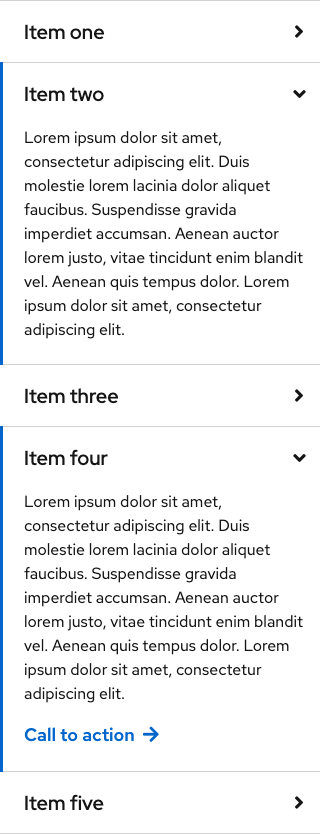 Item one
Item two
Lorem ipsum dolor sit amet,
consectetur adipiscing elit. Duis
molestie lorem lacinia dolor aliquet
faucibus. Suspendisse gravida
imperdiet accumsan. Aenean auctor
lorem justo, vitae tincidunt enim blandit
vel. Aenean quis tempus dolor. Lorem
ipsum dolor sit amet, consectetur
adipiscing elit.
Item three
Item four
Lorem ipsum dolor sit amet,
consectetur adipiscing elit. Duis
molestie lorem lacinia dolor aliquet
faucibus. Suspendisse gravida
imperdiet accumsan. Aenean auctor
lorem justo, vitae tincidunt enim blandit
vel. Aenean quis tempus dolor. Lorem
ipsum dolor sit amet, consectetur
adipiscing elit.
Call to action
Item five